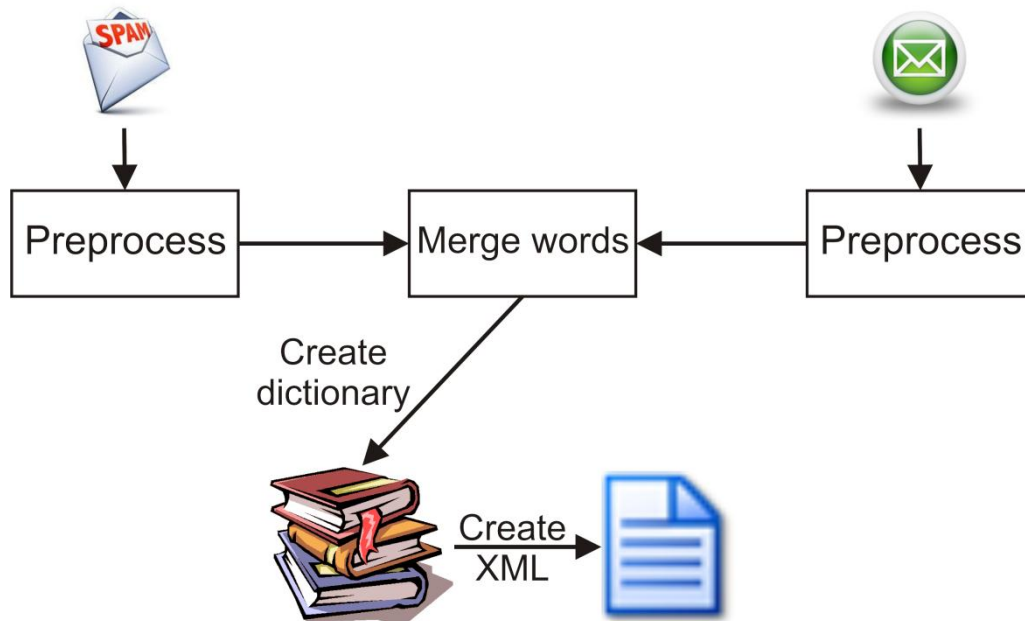 SPAM
Preprocess
Merge words
Preprocess
Create
dictionary
Create
XML